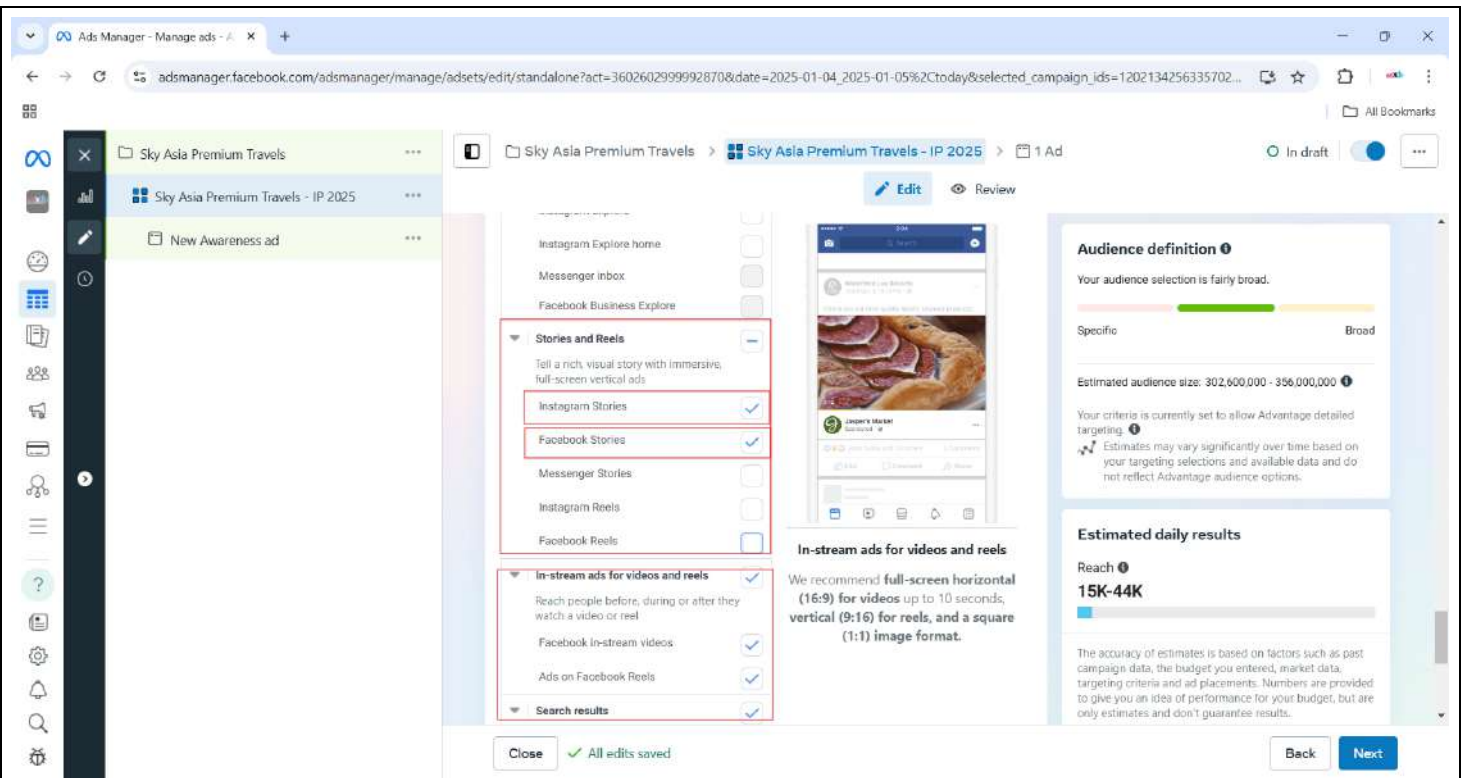 Ads Manager - Manage ads - A
adsmanager.facebook.com/adsmanager/manage/adsets/edit/standalone?act=3602602999992870&date=2025-01-04_2025-01-05%2Ctoday&selected_campaign_ids=1202134256335702...
All Bookmarks
Sky Asia Premium Travels
Sky Asia Premium Travels - IP 2025
New Awareness ad
Sky Asia Premium Travels > Sky Asia Premium Travels - IP 2025 > 1 Ad
In draft
Edit
Review
Instagram Explore
Instagram Explore home
Messenger inbox
Facebook Business Explore
Stories and Reels
Tell a rich, visual story with immersive,
full-screen vertical ads
Instagram Stories
Facebook Stories
Messenger Stories
Instagram Reels
Facebook Reels
In-stream ads for videos and reels
Reach people before, during or after they
watch a video or reel
Facebook in-stream videos
Ads on Facebook Reels
Search results
Search
Jasper's Market
In-stream ads for videos and reels
We recommend full-screen horizontal
(16:9) for videos up to 10 seconds,
vertical (9:16) for reels, and a square
(1:1) image format.
Audience definition
Your audience selection is fairly broad.
Specific
Broad
Estimated audience size: 302,600,000 - 356,000,000
Your criteria is currently set to allow Advantage detailed
targeting.
Estimates may vary significantly over time based on
your targeting selections and available data and do
not reflect Advantage audience options.
Estimated daily results
Reach
15K-44K
The accuracy of estimates is based on factors such as past
campaign data, the budget you entered, market data,
targeting criteria and ad placements. Numbers are provided
to give you an idea of performance for your budget, but are
only estimates and don't guarantee results.
Close
All edits saved
Back
Next